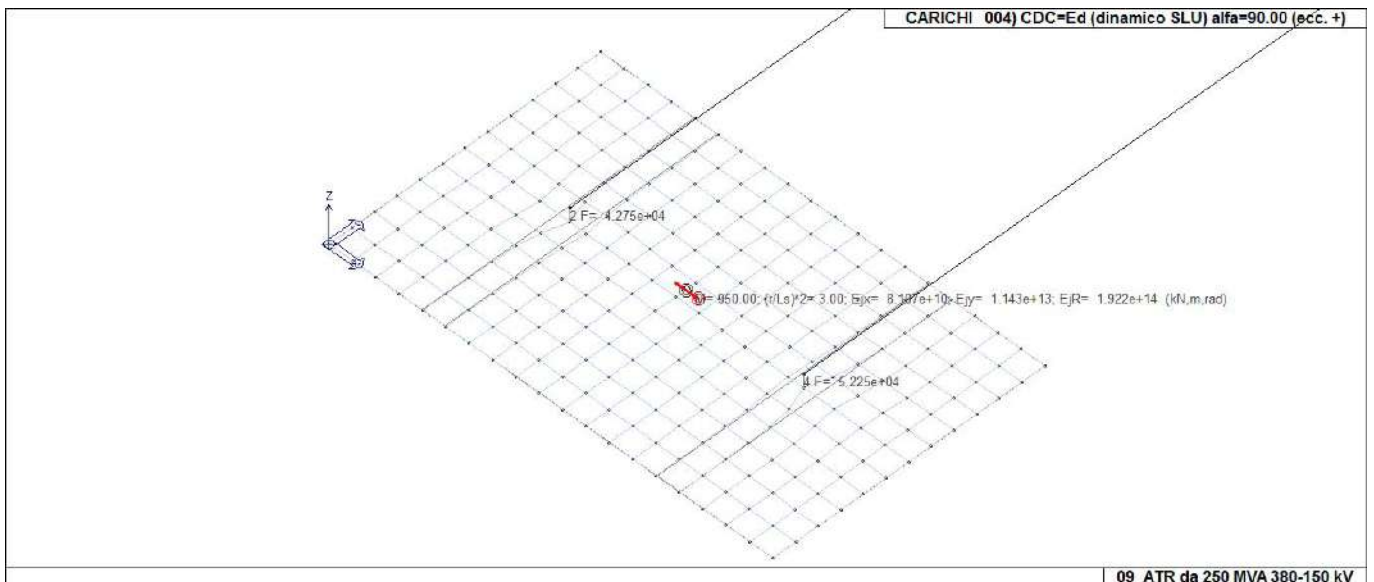 CARICHI 004) CDC=Ed (dinamico SLU) alfa=90.00 (ecc. +)
Z
2 F= 4.275e+04
M= 950.00; (r/Ls)^2= 3.00; Ejx= 8.107e+10; Ejy= 1.143e+13; EjR= 1.922e+14 (kN,m,rad)
4 F= 5.225e+04
09_ATR da 250 MVA 380-150 kV